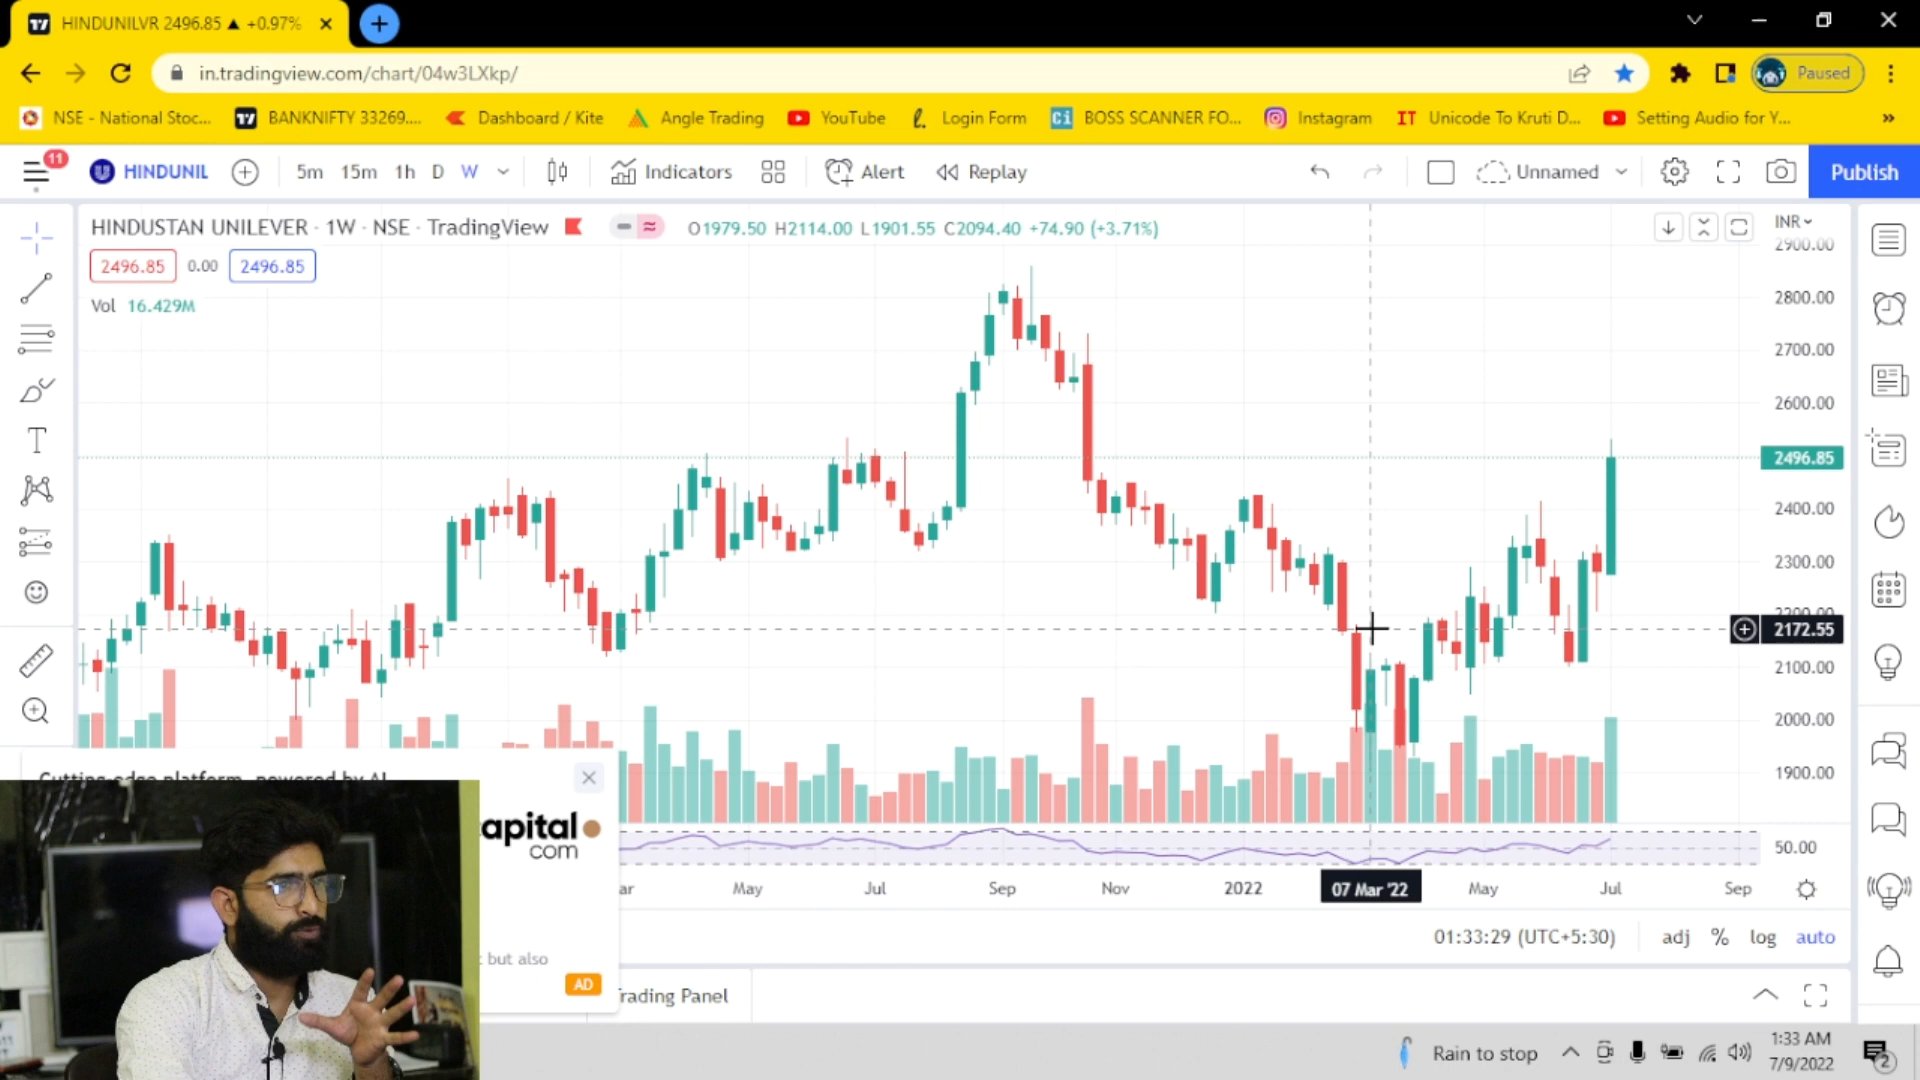 HINDUNILVR 2496.85 ▲ +0.97%
in.tradingview.com/chart/04w3LXkp/
Paused
NSE - National Stoc...
BANKNIFTY 33269....
Dashboard / Kite
Angle Trading
YouTube
Login Form
BOSS SCANNER FO...
Instagram
Unicode To Kruti D...
Setting Audio for Y...
»
11
HINDUNIL
5m 15m 1h D W
Indicators
Alert
Replay
Unnamed
Publish
HINDUSTAN UNILEVER · 1W · NSE · TradingView
O1979.50 H2114.00 L1901.55 C2094.40 +74.90 (+3.71%)
INR
2496.85 0.00 2496.85
Vol 16.429M
2900.00
2800.00
2700.00
2600.00
2496.85
2400.00
2300.00
2200.00
2172.55
2100.00
2000.00
1900.00
50.00
Cutting-edge platform, powered by AI
capital
com
but also
AD
ar May Jul Sep Nov 2022 07 Mar '22 May Jul Sep
01:33:29 (UTC+5:30)
adj % log auto
Trading Panel
Rain to stop
1:33 AM
7/9/2022
2